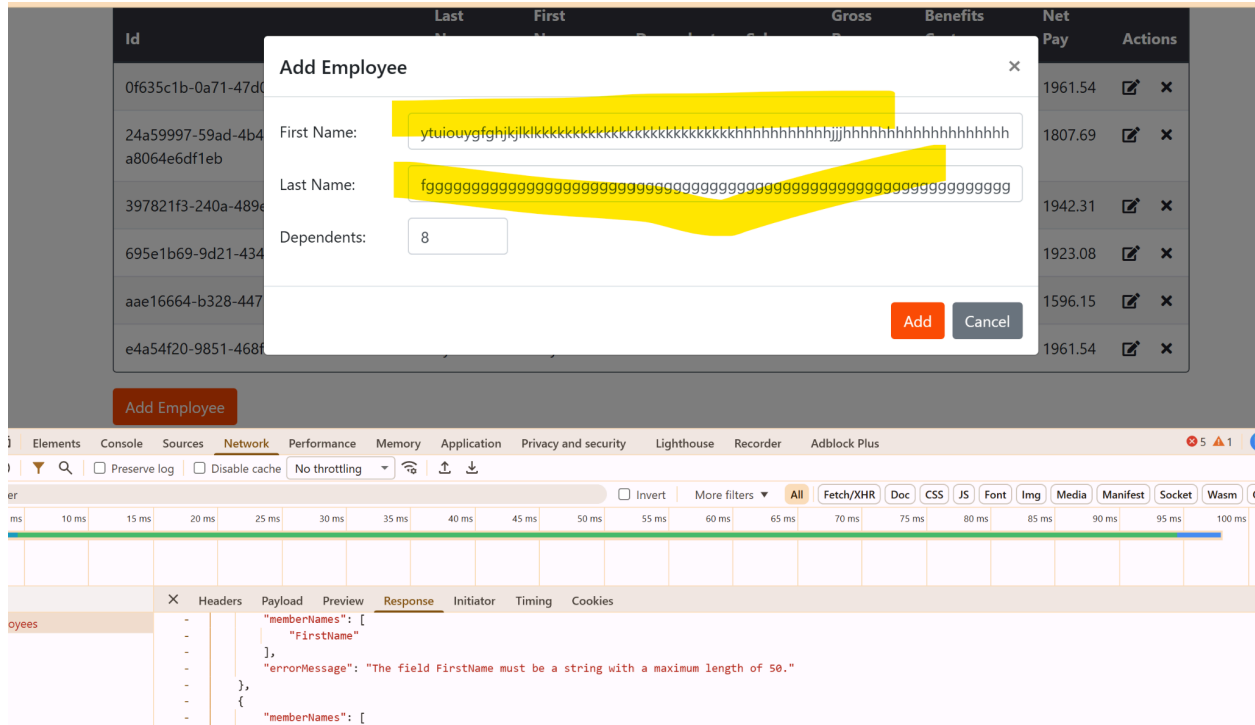 Last First Gross Benefits Net
Id Pay Actions
Add Employee ×
0f635c1b-0a71-47d 1961.54
First Name:
24a59997-59ad-4b4 1807.69
a8064e6df1eb
Last Name:
397821f3-240a-489e 1942.31
Dependents: 8
695e1b69-9d21-434 1923.08
aae16664-b328-447 1596.15
Add Cancel
e4a54f20-9851-468f 1961.54
Add Employee
Elements Console Sources Network Performance Memory Application Privacy and security Lighthouse Recorder Adblock Plus 5 1
Preserve log Disable cache No throttling
er Invert More filters All Fetch/XHR Doc CSS JS Font Img Media Manifest Socket Wasm
ms 10 ms 15 ms 20 ms 25 ms 30 ms 35 ms 40 ms 45 ms 50 ms 55 ms 60 ms 65 ms 70 ms 75 ms 80 ms 85 ms 90 ms 95 ms 100 ms
× Headers Payload Preview Response Initiator Timing Cookies
oyees
- "memberNames": [
- "FirstName"
- ],
- "errorMessage": "The field FirstName must be a string with a maximum length of 50."
- },
- {
- "memberNames": [